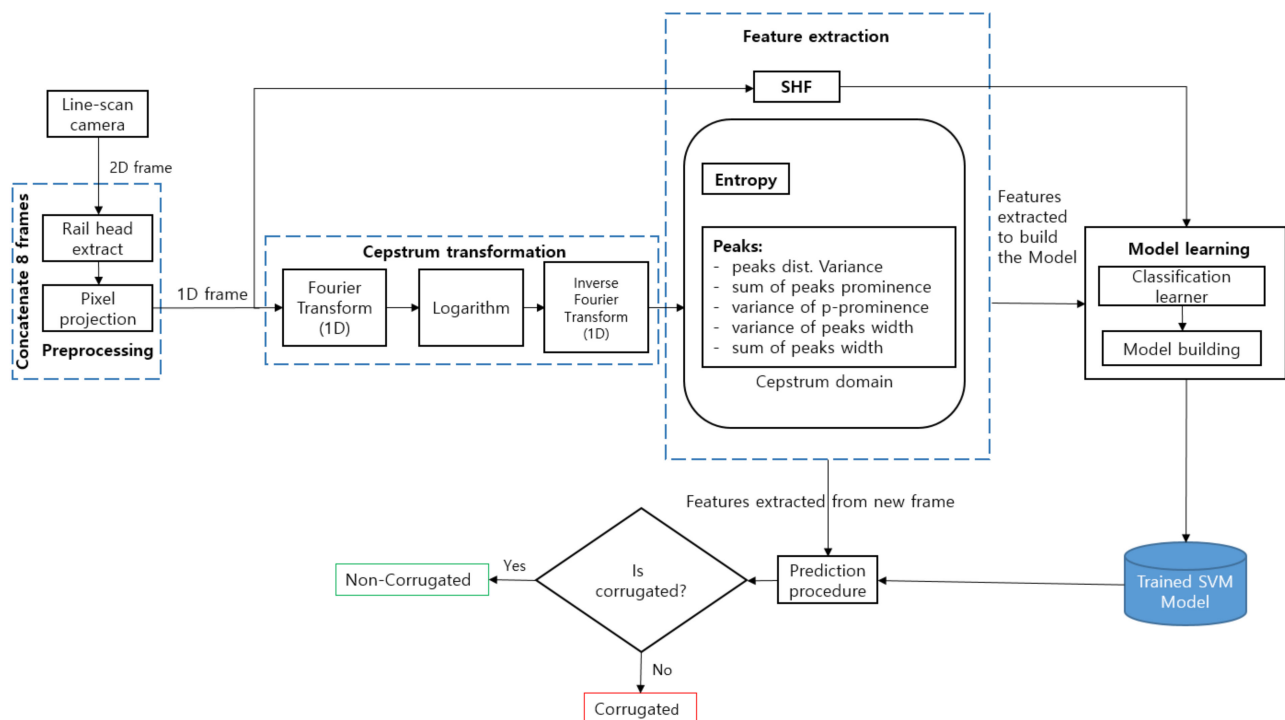 Line-scan
camera
2D frame
Concatenate 8 frames
Rail head
extract
Pixel
projection
Preprocessing
1D frame
Cepstrum transformation
Fourier
Transform
(1D)
Logarithm
Inverse
Fourier
Transform
(1D)
Feature extraction
SHF
Entropy
Peaks:
- peaks dist. Variance
- sum of peaks prominence
- variance of p-prominence
- variance of peaks width
- sum of peaks width
Cepstrum domain
Features
extracted
to build
the Model
Model learning
Classification
learner
Model building
Features extracted from new frame
Trained SVM
Model
Prediction
procedure
Is
corrugated?
Yes
Non-Corrugated
No
Corrugated